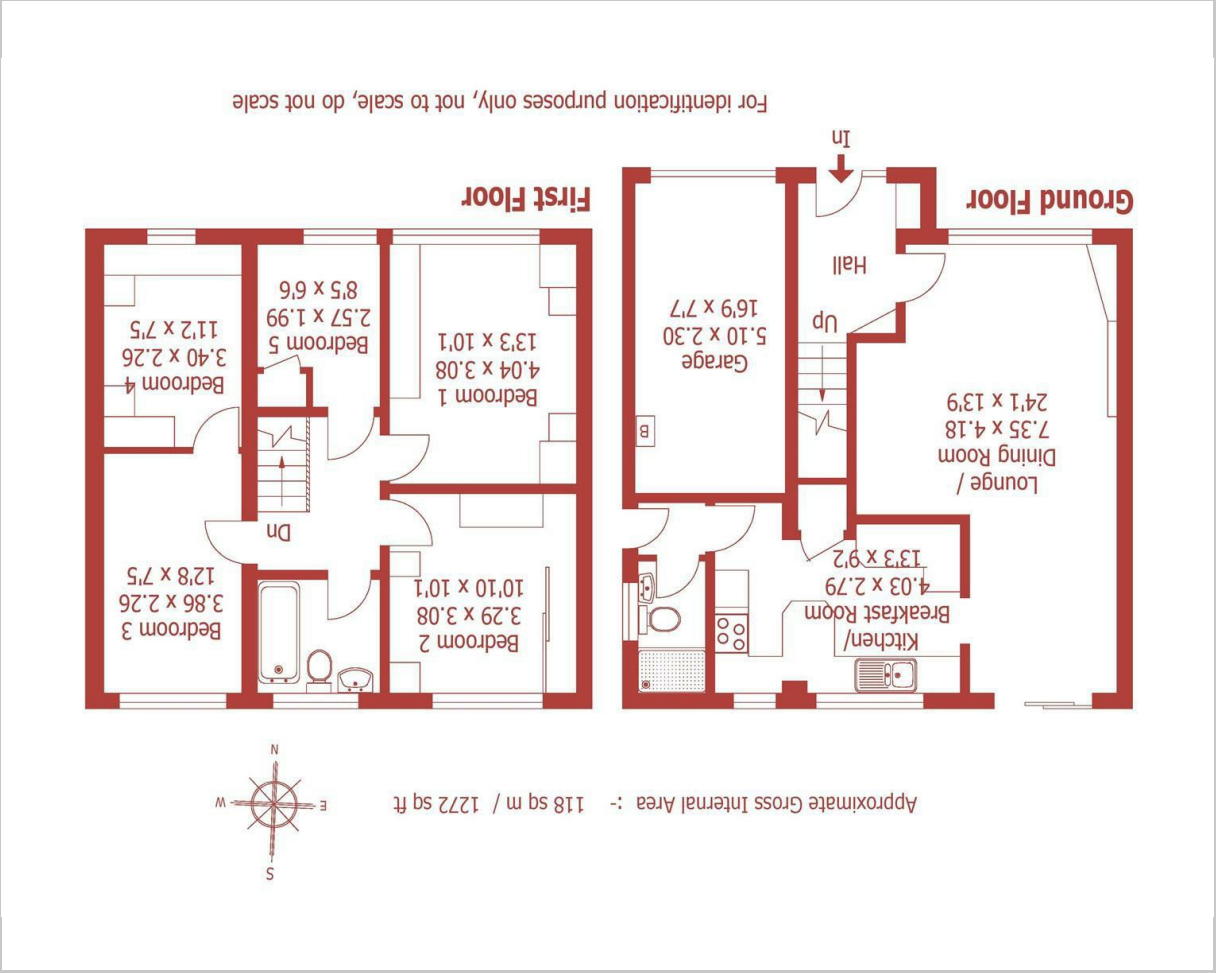 S
Approximate Gross Internal Area :- 118 sq m / 1272 sq ft
E
W
N
Kitchen/
Breakfast Room
4.03 x 2.79
13'3 x 9'2
Lounge /
Dining Room
7.35 x 4.18
24'1 x 13'9
B
Garage
5.10 x 2.30
16'9 x 7'7
Up
Hall
Ground Floor
In
Bedroom 2
3.29 x 3.08
10'10 x 10'1
Bedroom 3
3.86 x 2.26
12'8 x 7'5
Dn
Bedroom 1
4.04 x 3.08
13'3 x 10'1
Bedroom 5
2.57 x 1.99
8'5 x 6'6
Bedroom 4
3.40 x 2.26
11'2 x 7'5
First Floor
For identification purposes only, not to scale, do not scale